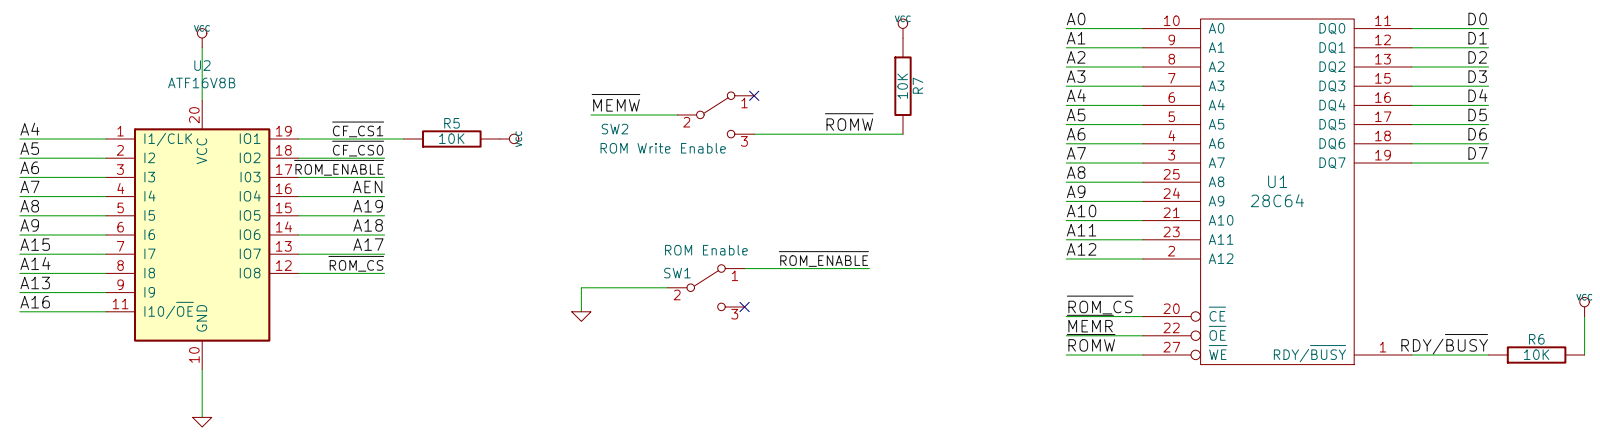 VCC
U2
ATF16V8B
20
A4 1 I1/CLK VCC IO1 19 CF_CS1
A5 2 I2 IO2 18 CF_CS0
A6 3 I3 IO3 17 ROM_ENABLE
A7 4 I4 IO4 16 AEN
A8 5 I5 IO5 15 A19
A9 6 I6 IO6 14 A18
A15 7 I7 IO7 13 A17
A14 8 I8 IO8 12 ROM_CS
A13 9 I9
A16 11 I10/OE
GND
10
R5
10K
VCC
MEMW
2
1
3
SW2
ROM Write Enable
ROMW
VCC
10K
R7
ROM Enable
SW1
2
1
3
ROM_ENABLE
A0 10 A0 DQ0 11 D0
A1 9 A1 DQ1 12 D1
A2 8 A2 DQ2 13 D2
A3 7 A3 DQ3 15 D3
A4 6 A4 DQ4 16 D4
A5 5 A5 DQ5 17 D5
A6 4 A6 DQ6 18 D6
A7 3 A7 DQ7 19 D7
A8 25 A8
U1
A9 24 A9
28C64
A10 21 A10
A11 23 A11
A12 2 A12
ROM_CS 20 CE
MEMR 22 OE
ROMW 27 WE RDY/BUSY 1 RDY/BUSY
R6
10K
VCC